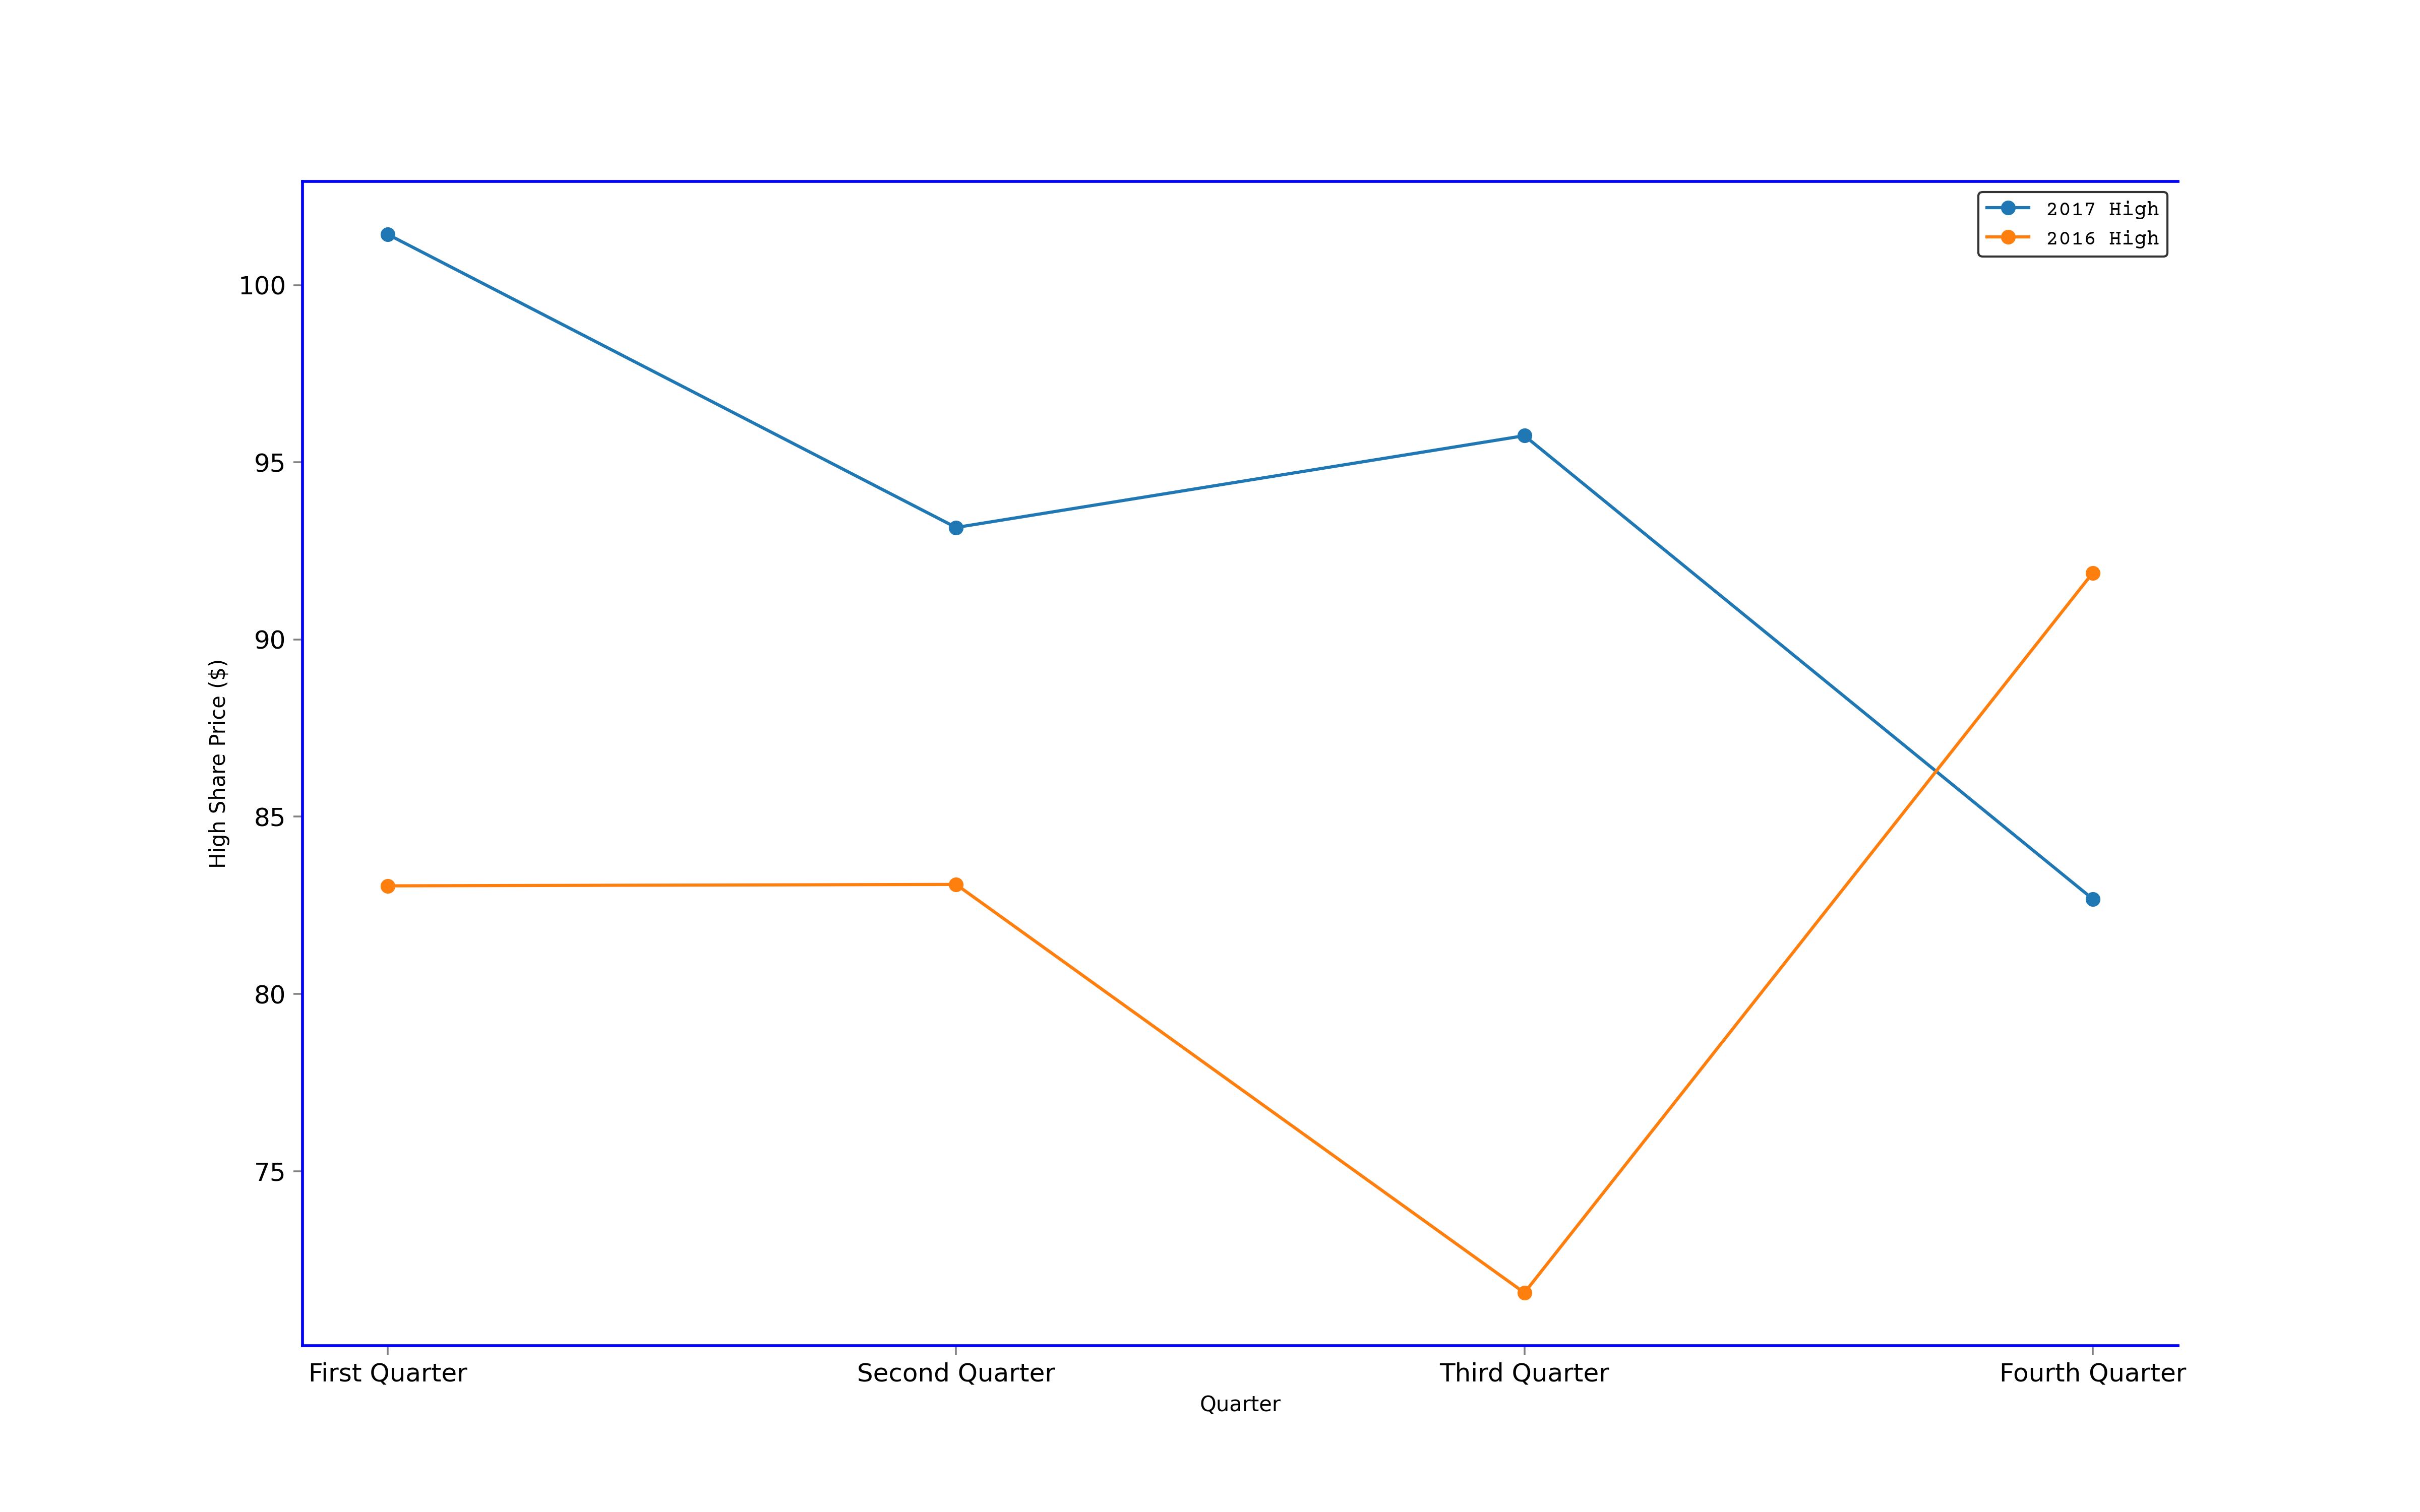 2017 High
2016 High
100
95
90
85
80
75
High Share Price ($)
First Quarter
Second Quarter
Third Quarter
Fourth Quarter
Quarter